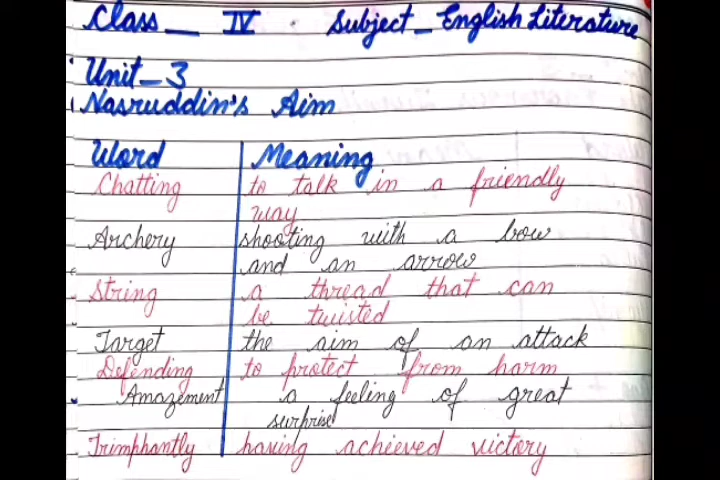 Class _ IV Subject _ English Literature
Unit _ 3
Nasruddin's Aim
Word Meaning
Chatting to talk in a friendly
way
Archery shooting with a bow
and an arrow
String a thread that can
be twisted
Target the aim of an attack
Defending to protect from harm
Amazement a feeling of great
surprise
Trimphantly having achieved victory